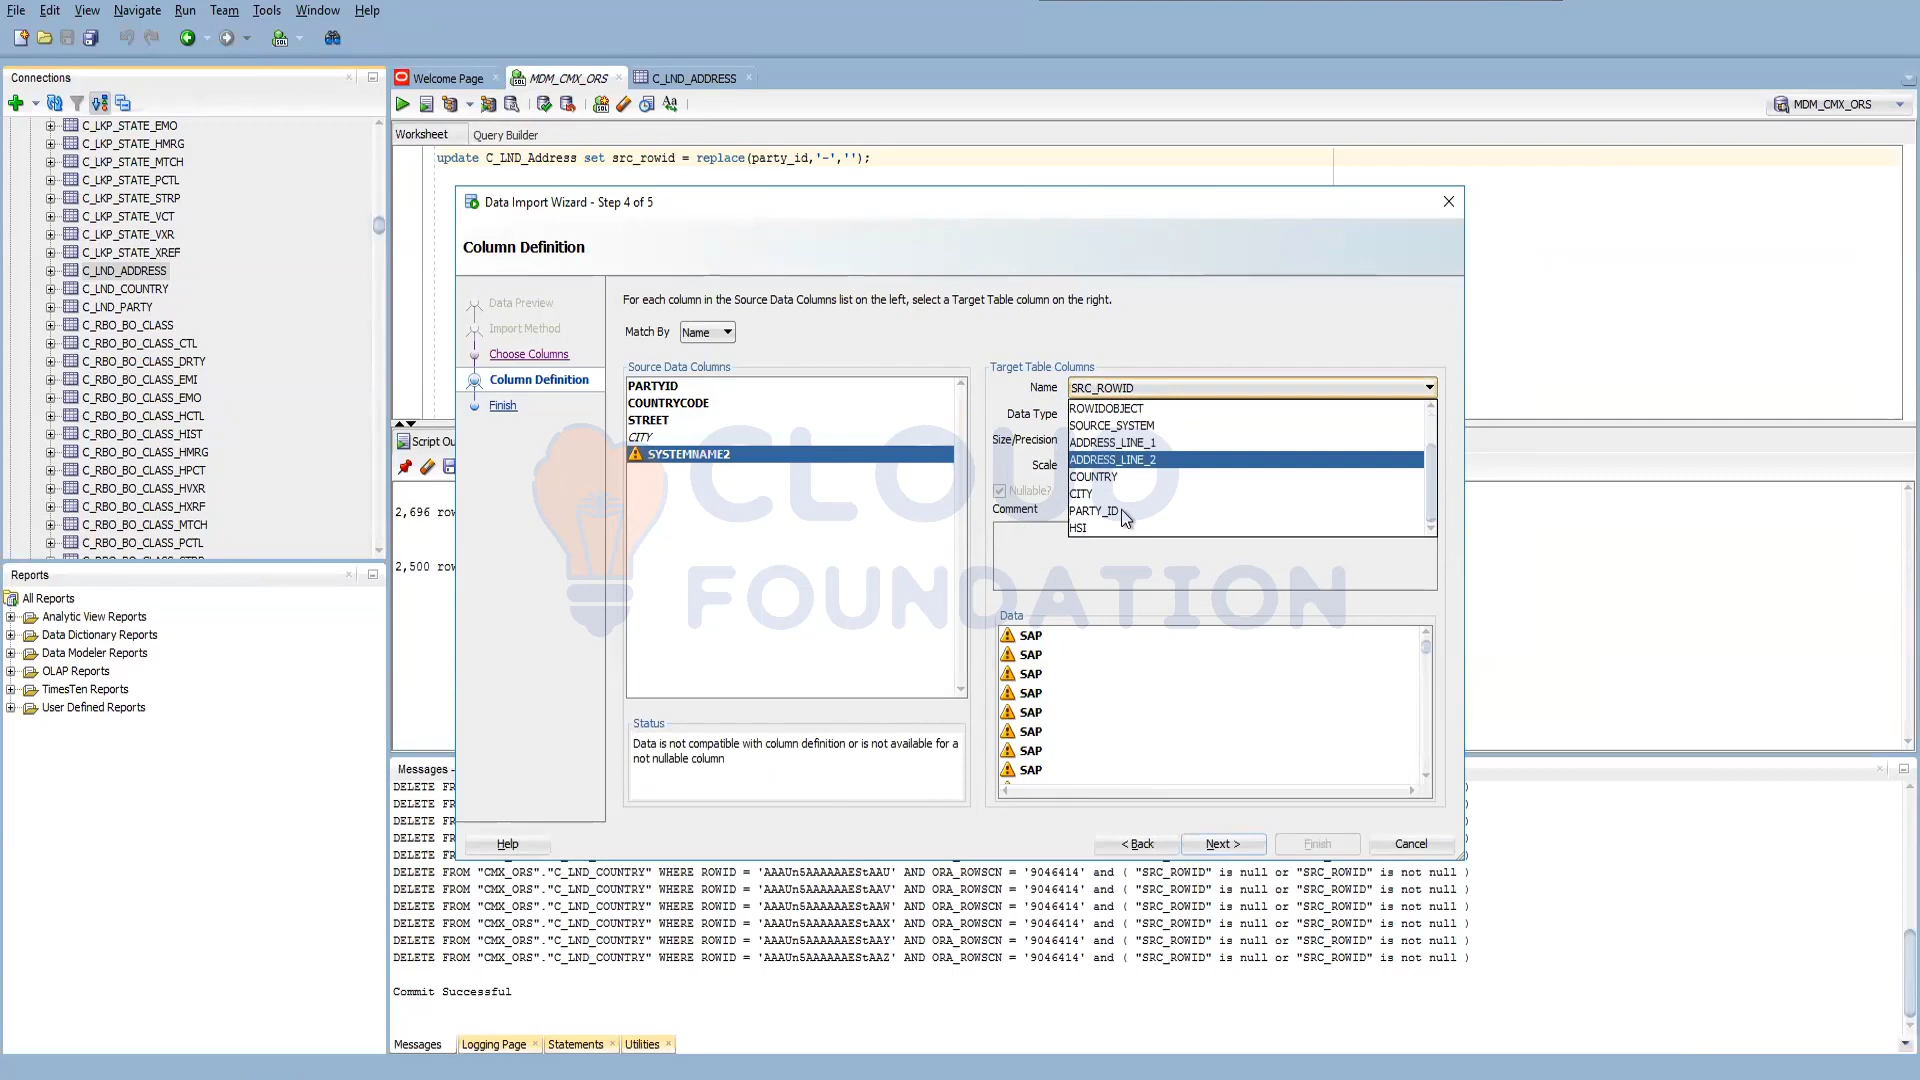 File Edit View Navigate Run Team Tools Window Help
Connections
C_LKP_STATE_EMO
C_LKP_STATE_HMRG
C_LKP_STATE_MTCH
C_LKP_STATE_PCTL
C_LKP_STATE_STRP
C_LKP_STATE_VCT
C_LKP_STATE_VXR
C_LKP_STATE_XREF
C_LND_ADDRESS
C_LND_COUNTRY
C_LND_PARTY
C_RBO_BO_CLASS
C_RBO_BO_CLASS_CTL
C_RBO_BO_CLASS_DRTY
C_RBO_BO_CLASS_EMI
C_RBO_BO_CLASS_EMO
C_RBO_BO_CLASS_HCTL
C_RBO_BO_CLASS_HIST
C_RBO_BO_CLASS_HMRG
C_RBO_BO_CLASS_HPCT
C_RBO_BO_CLASS_HVXR
C_RBO_BO_CLASS_HXRF
C_RBO_BO_CLASS_MTCH
C_RBO_BO_CLASS_PCTL
Reports
All Reports
Analytic View Reports
Data Dictionary Reports
Data Modeler Reports
OLAP Reports
TimesTen Reports
User Defined Reports
Welcome Page MDM_CMX_ORS C_LND_ADDRESS
MDM_CMX_ORS
Worksheet Query Builder
update C_LND_Address set src_rowid = replace(party_id,'-','');
Script Ou
2,696 row
2,500 row
Data Import Wizard - Step 4 of 5
Column Definition
Data Preview
Import Method
Choose Columns
Column Definition
Finish
For each column in the Source Data Columns list on the left, select a Target Table column on the right.
Match By Name
Source Data Columns
PARTYID
COUNTRYCODE
STREET
CITY
SYSTEMNAME2
Status
Data is not compatible with column definition or is not available for a
not nullable column
Target Table Columns
Name SRC_ROWID
Data Type
Size/Precision
Scale
Nullable?
Comment
ROWIDOBJECT
SOURCE_SYSTEM
ADDRESS_LINE_1
ADDRESS_LINE_2
COUNTRY
CITY
PARTY_ID
HSI
CLOUD
FOUNDATION
Data
SAP
SAP
SAP
SAP
SAP
SAP
SAP
SAP
Help < Back Next > Finish Cancel
Messages -
DELETE FR
DELETE FR
DELETE FR
DELETE FR
DELETE FR
DELETE FROM "CMX_ORS"."C_LND_COUNTRY" WHERE ROWID = 'AAAUn5AAAAAAEStAAU' AND ORA_ROWSCN = '9046414' and ( "SRC_ROWID" is null or "SRC_ROWID" is not null )
DELETE FROM "CMX_ORS"."C_LND_COUNTRY" WHERE ROWID = 'AAAUn5AAAAAAEStAAV' AND ORA_ROWSCN = '9046414' and ( "SRC_ROWID" is null or "SRC_ROWID" is not null )
DELETE FROM "CMX_ORS"."C_LND_COUNTRY" WHERE ROWID = 'AAAUn5AAAAAAEStAAW' AND ORA_ROWSCN = '9046414' and ( "SRC_ROWID" is null or "SRC_ROWID" is not null )
DELETE FROM "CMX_ORS"."C_LND_COUNTRY" WHERE ROWID = 'AAAUn5AAAAAAEStAAX' AND ORA_ROWSCN = '9046414' and ( "SRC_ROWID" is null or "SRC_ROWID" is not null )
DELETE FROM "CMX_ORS"."C_LND_COUNTRY" WHERE ROWID = 'AAAUn5AAAAAAEStAAY' AND ORA_ROWSCN = '9046414' and ( "SRC_ROWID" is null or "SRC_ROWID" is not null )
DELETE FROM "CMX_ORS"."C_LND_COUNTRY" WHERE ROWID = 'AAAUn5AAAAAAEStAAZ' AND ORA_ROWSCN = '9046414' and ( "SRC_ROWID" is null or "SRC_ROWID" is not null )
Commit Successful
Messages Logging Page Statements Utilities